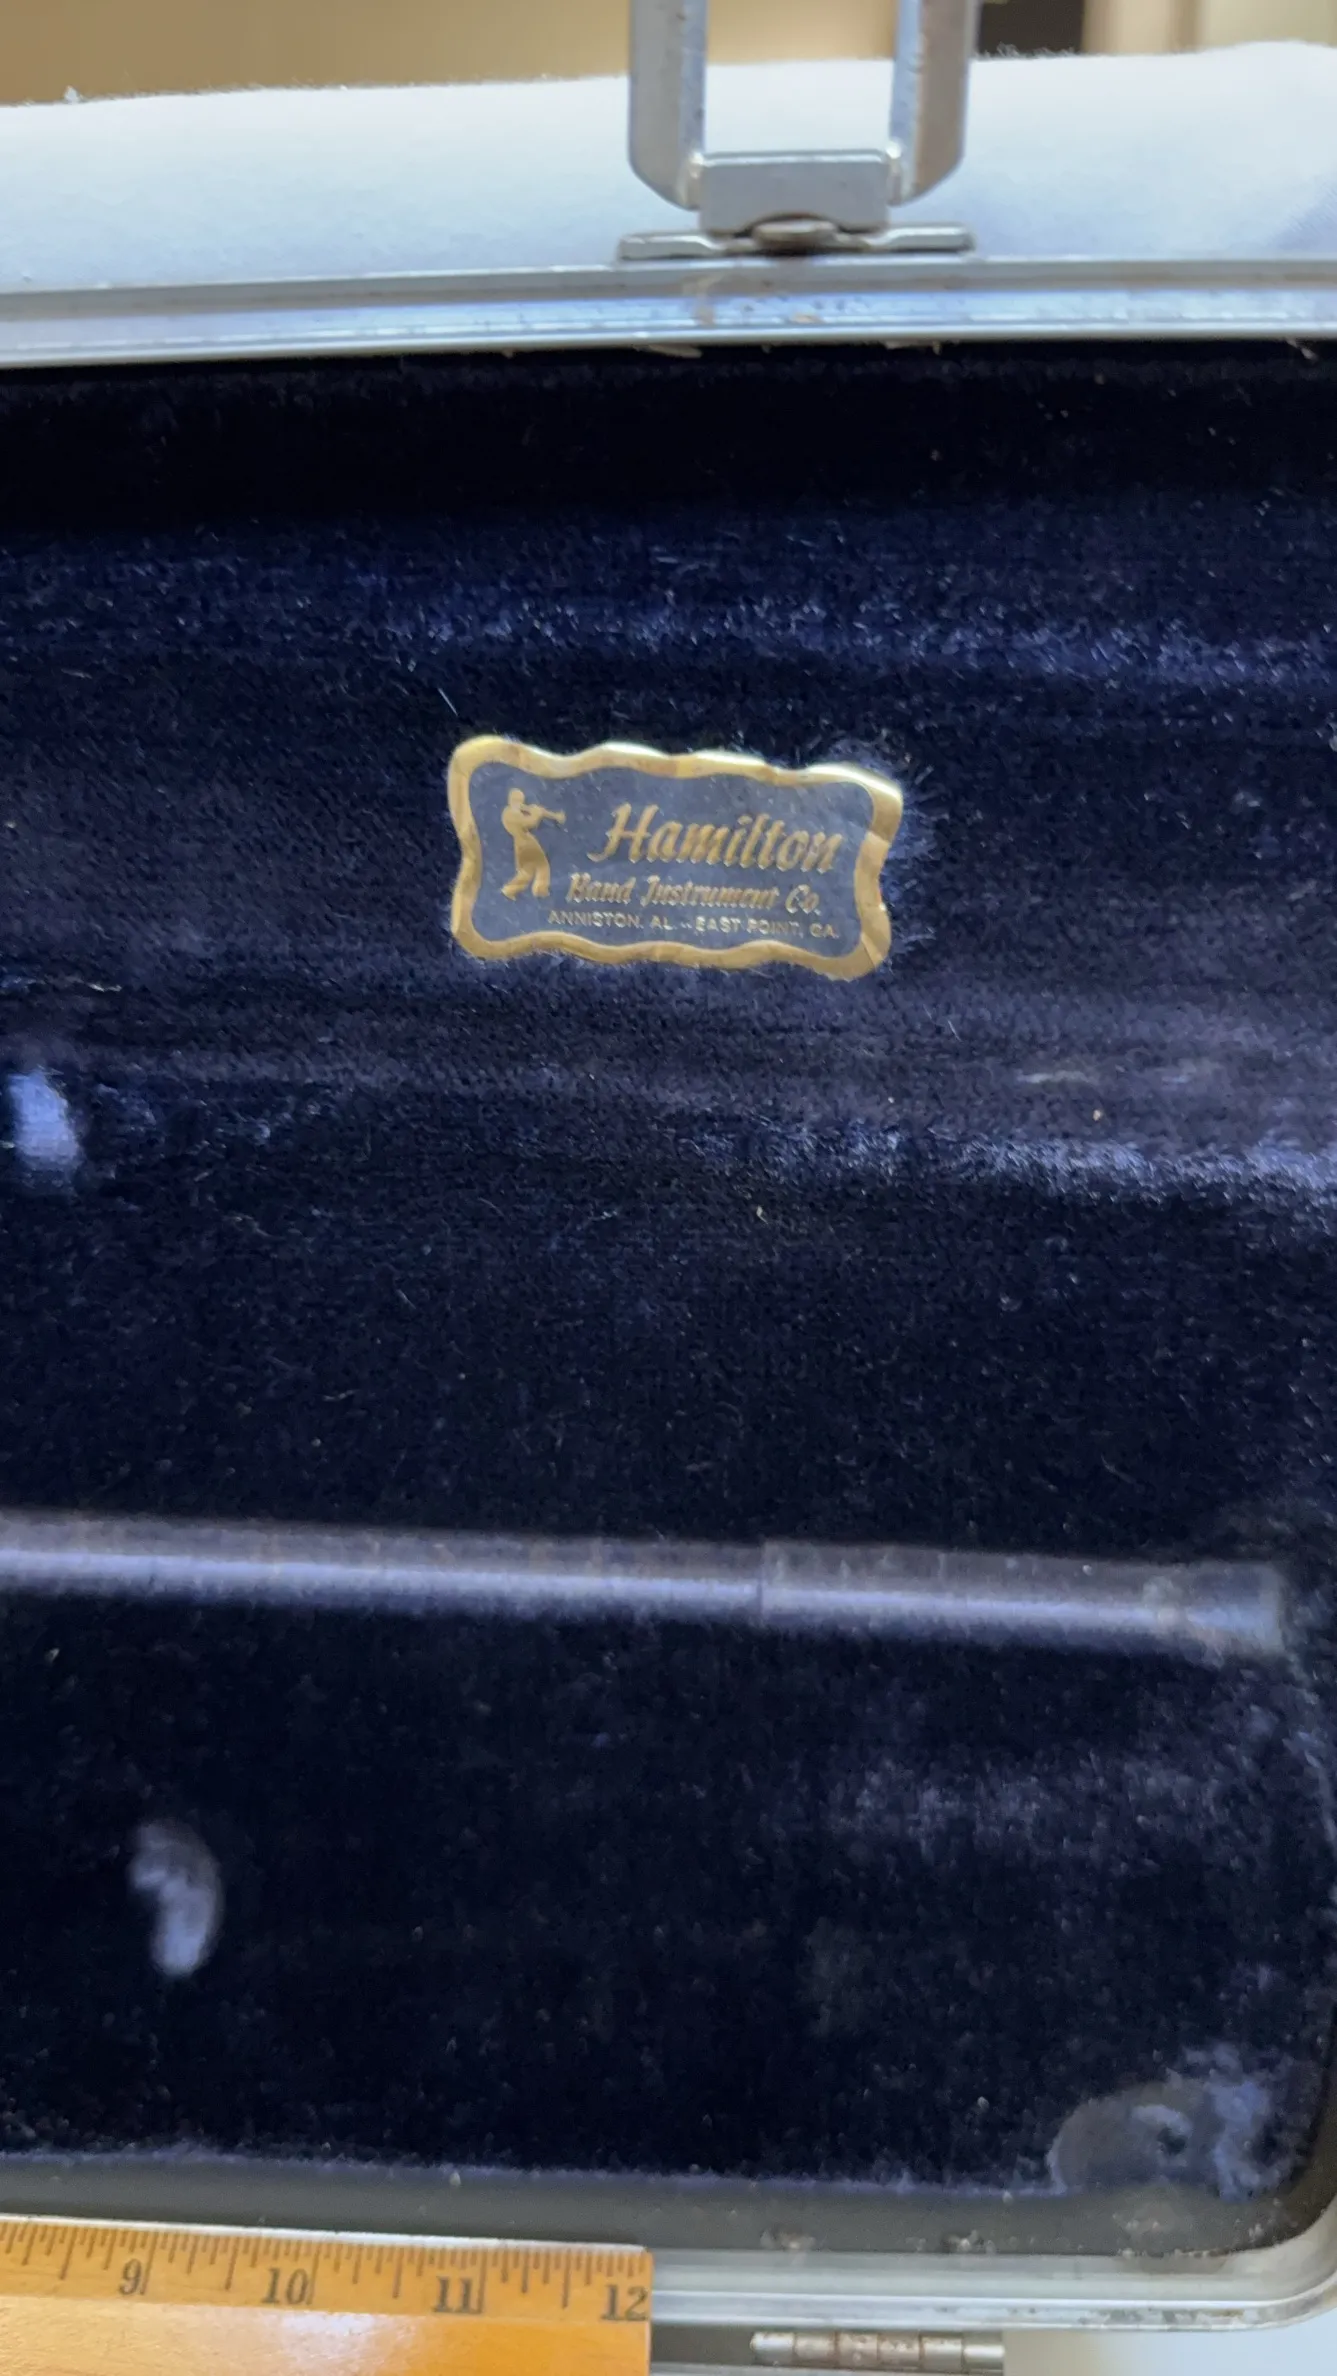 Hamilton
Band Instrument Co.
ANNISTON, AL. -- EAST POINT, GA.
9 10 11 12